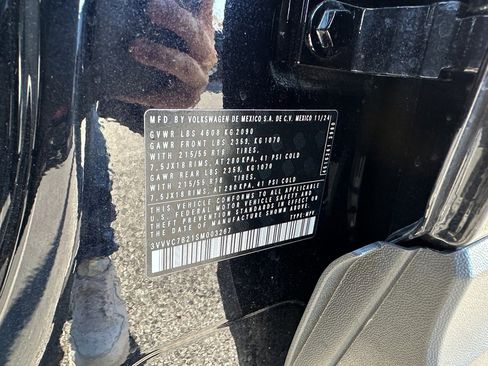 MFD BY VOLKSWAGEN DE MEXICO S.A. DE C.V. MEXICO 11/24
GVWR LBS 4608 KG 2090
GAWR FRONT LBS 2359 KG 1070
WITH 215/55 R18 TIRES.
7.5JX18 RIMS, AT 280KPA, 41 PSI COLD
GAWR REAR LBS 2359 KG 1070
WITH 215/55 R18 TIRES.
7.5JX18 RIMS, AT 280KPA, 41 PSI COLD
THIS VEHICLE CONFORMS TO ALL APPLICABLE
U.S. FEDERAL MOTOR VEHICLE SAFETY AND
THEFT PREVENTION STANDARDS IN EFFECT ON
THE DATE OF MANUFACTURE SHOWN ABOVE.
TYPE: MPV